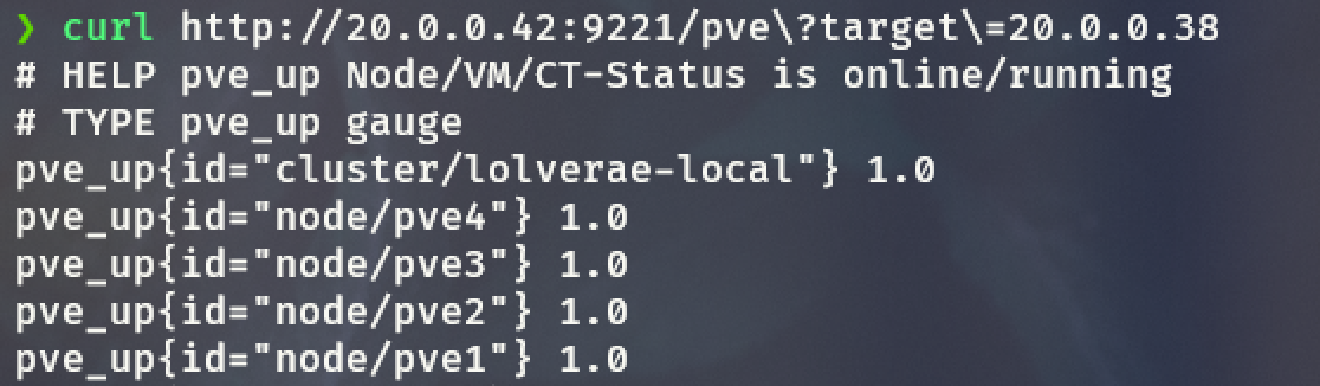 ❯ curl http://20.0.0.42:9221/pve\?target\=20.0.0.38
# HELP pve_up Node/VM/CT-Status is online/running
# TYPE pve_up gauge
pve_up{id="cluster/lolverae-local"} 1.0
pve_up{id="node/pve4"} 1.0
pve_up{id="node/pve3"} 1.0
pve_up{id="node/pve2"} 1.0
pve_up{id="node/pve1"} 1.0